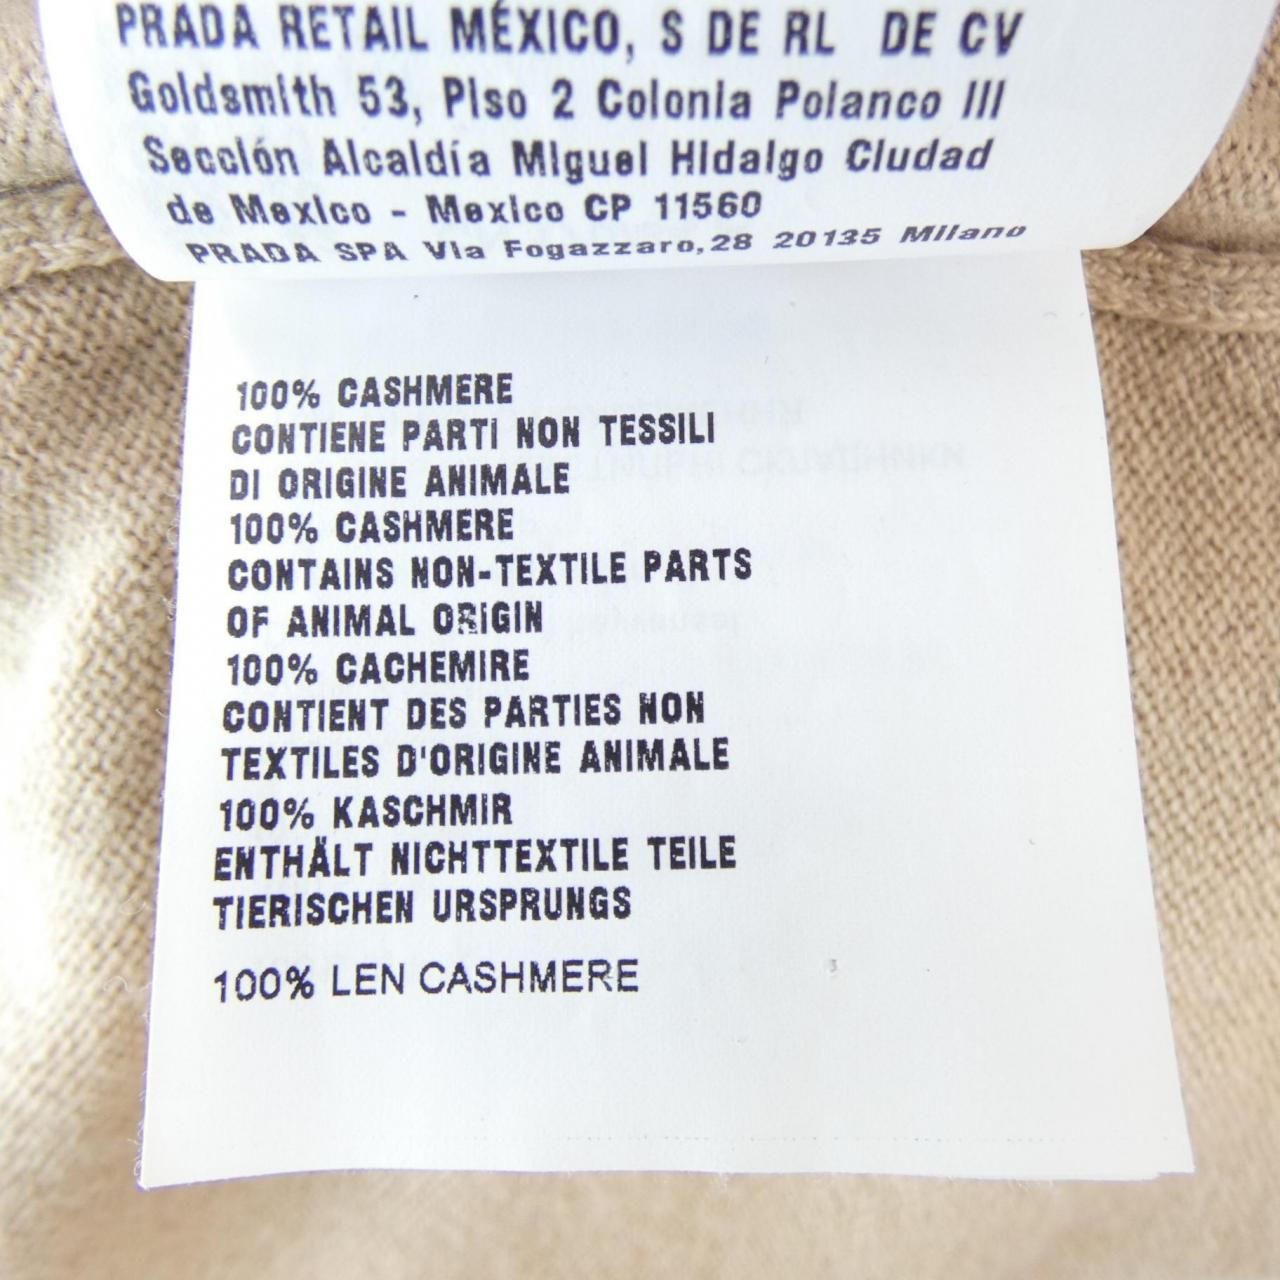 PRADA RETAIL MÉXICO, S DE RL DE CV
Goldsmith 53, Piso 2 Colonia Polanco III
Sección Alcaldía Miguel Hidalgo Ciudad
de Mexico - Mexico CP 11560
PRADA SPA Via Fogazzaro,28 20135 Milano
100% CASHMERE
CONTIENE PARTI NON TESSILI
DI ORIGINE ANIMALE
100% CASHMERE
CONTAINS NON-TEXTILE PARTS
OF ANIMAL ORIGIN
100% CACHEMIRE
CONTIENT DES PARTIES NON
TEXTILES D'ORIGINE ANIMALE
100% KASCHMIR
ENTHÄLT NICHTTEXTILE TEILE
TIERISCHEN URSPRUNGS
100% LEN CASHMERE